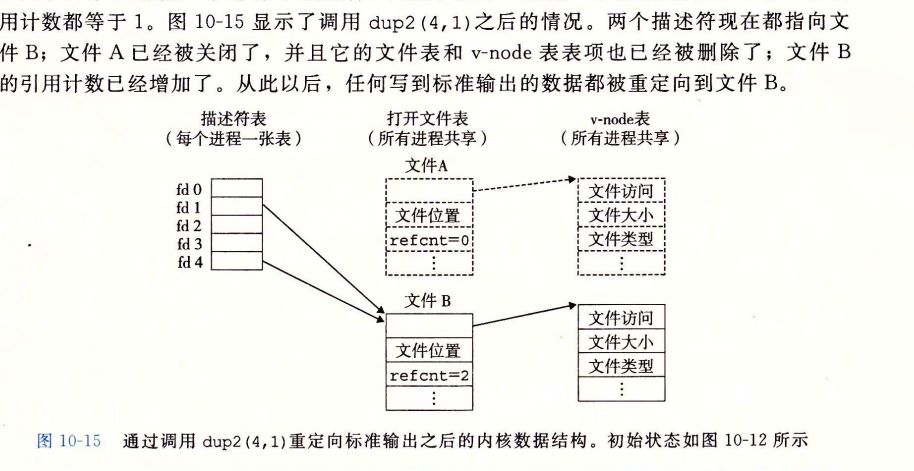 用计数都等于 1。图 10-15 显示了调用 dup2(4,1)之后的情况。两个描述符现在都指向文
件 B；文件 A 已经被关闭了，并且它的文件表和 v-node 表表项也已经被删除了；文件 B
的引用计数已经增加了。从此以后，任何写到标准输出的数据都被重定向到文件 B。
描述符表 打开文件表 v-node表
（每个进程一张表） （所有进程共享） （所有进程共享）
文件A
fd 0
fd 1
fd 2
fd 3
fd 4
文件位置
refcnt=0
⋮
文件访问
文件大小
文件类型
⋮
文件 B
文件位置
refcnt=2
⋮
文件访问
文件大小
文件类型
⋮
图 10-15 通过调用 dup2(4,1)重定向标准输出之后的内核数据结构。初始状态如图 10-12 所示